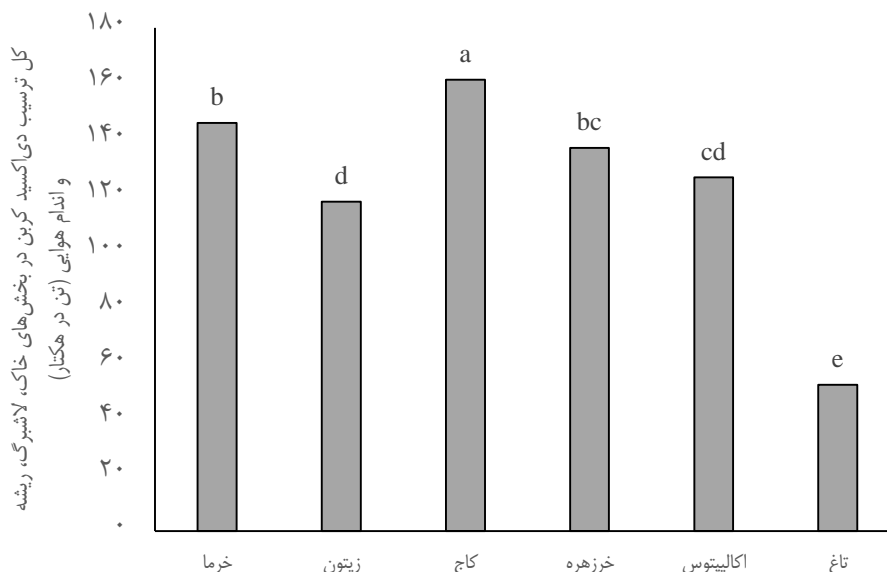 کل ترسیب دی‌اکسید کربن در بخش‌های خاک، لاشبرگ، ریشه
و اندام هوایی (تن در هکتار)
۱۸۰
۱۶۰
۱۴۰
۱۲۰
۱۰۰
۸۰
۶۰
۴۰
۲۰
۰
b
d
a
bc
cd
e
خرما
زیتون
کاج
خرزهره
اکالیپتوس
تاغ